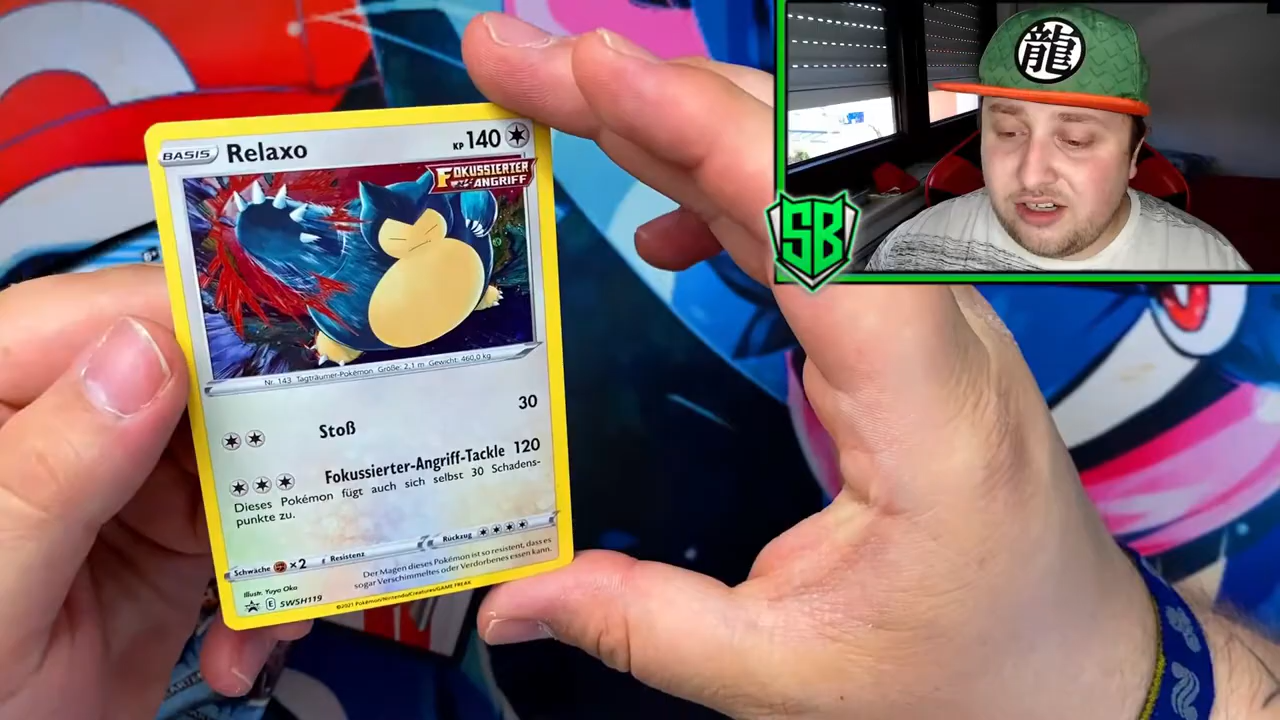 BASIS Relaxo KP 140
FOKUSSIERTER
ANGRIFF
Nr. 143 Tagträumer-Pokémon Größe: 2,1 m Gewicht: 460,0 kg
Stoß 30
Fokussierter-Angriff-Tackle 120
Dieses Pokémon fügt auch sich selbst 30 Schadens-
punkte zu.
Schwäche ×2 Resistenz Rückzug
Der Magen dieses Pokémon ist so resistent, dass es
sogar Verschimmeltes oder Verdorbenes essen kann.
Illustr. Yuya Oka
E SWSH119
©2021 Pokémon/Nintendo/Creatures/GAME FREAK
龍
SB